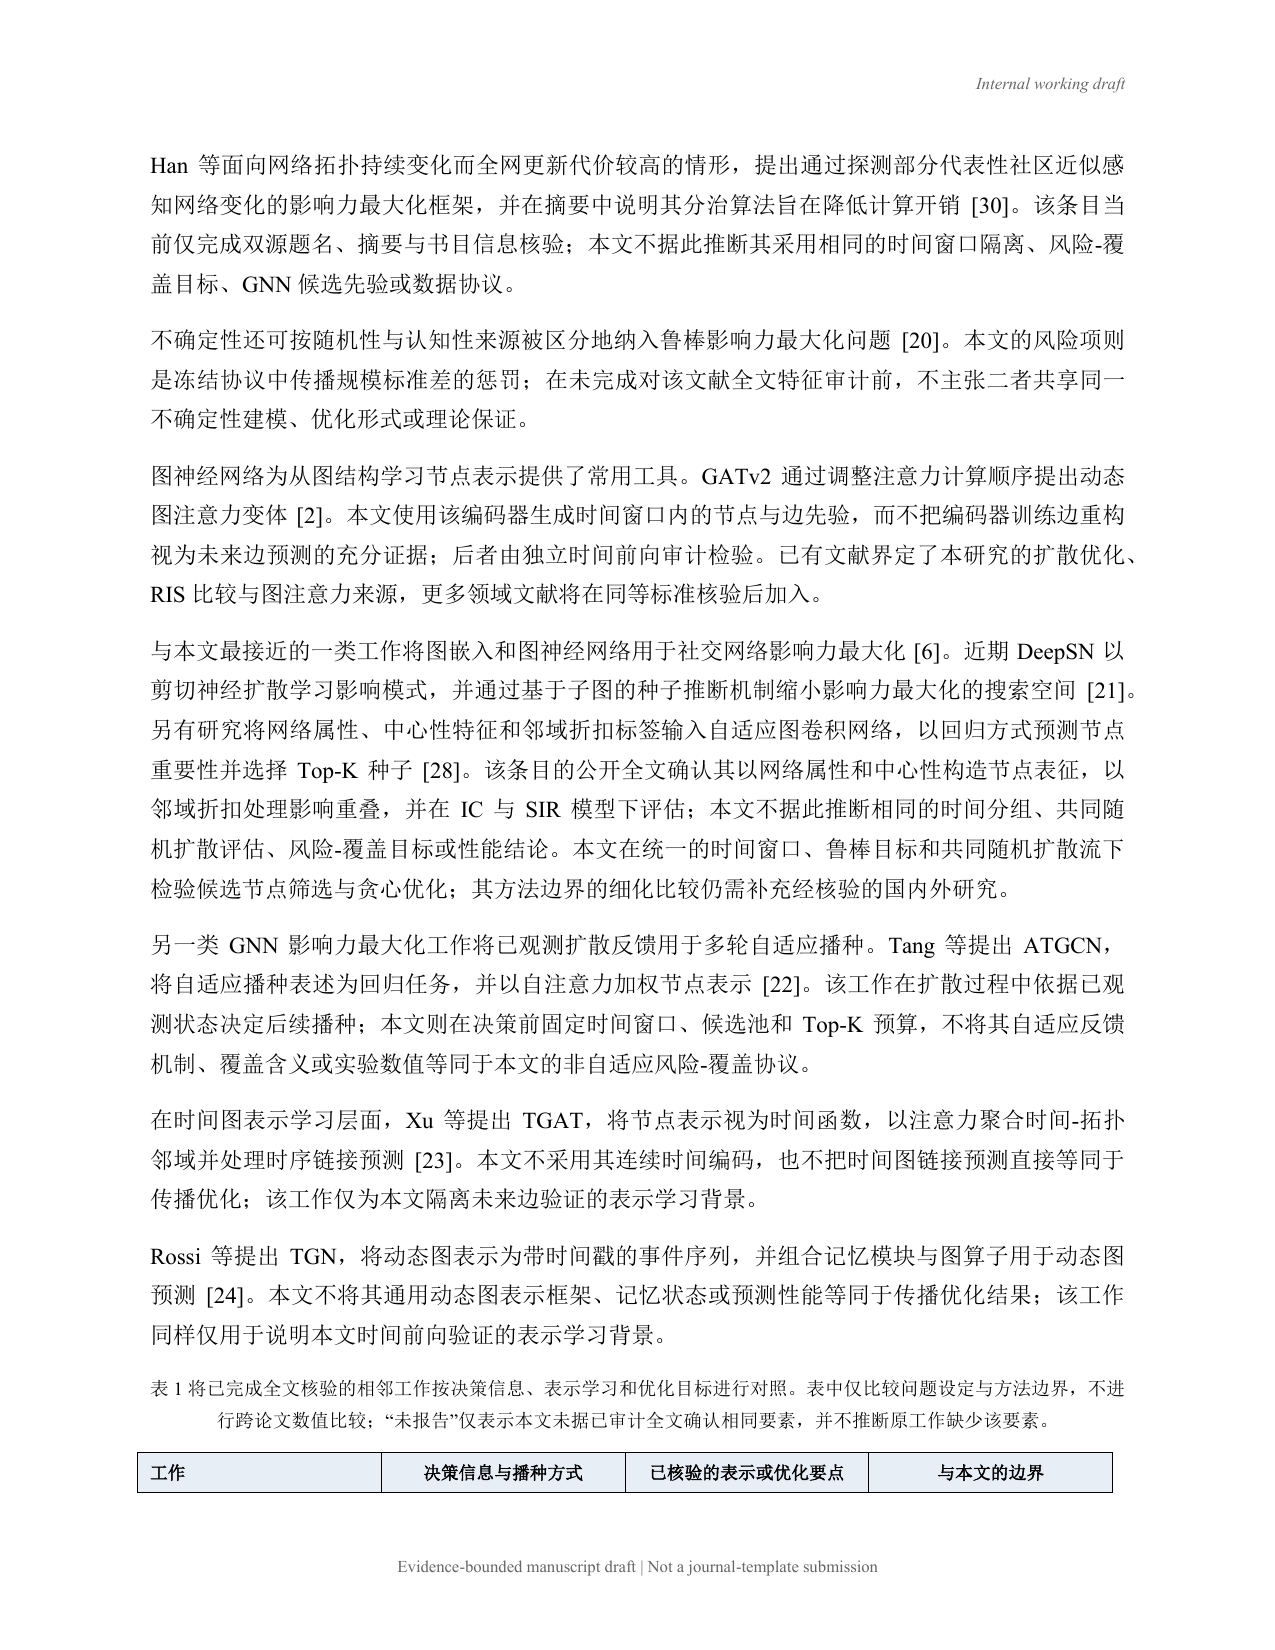 Internal working draft
Han 等面向网络拓扑持续变化而全网更新代价较高的情形，提出通过探测部分代表性社区近似感
知网络变化的影响力最大化框架，并在摘要中说明其分治算法旨在降低计算开销 [30]。该条目当
前仅完成双源题名、摘要与书目信息核验；本文不据此推断其采用相同的时间窗口隔离、风险-覆
盖目标、GNN 候选先验或数据协议。
不确定性还可按随机性与认知性来源被区分地纳入鲁棒影响力最大化问题 [20]。本文的风险项则
是冻结协议中传播规模标准差的惩罚；在未完成对该文献全文特征审计前，不主张二者共享同一
不确定性建模、优化形式或理论保证。
图神经网络为从图结构学习节点表示提供了常用工具。GATv2 通过调整注意力计算顺序提出动态
图注意力变体 [2]。本文使用该编码器生成时间窗口内的节点与边先验，而不把编码器训练边重构
视为未来边预测的充分证据；后者由独立时间前向审计检验。已有文献界定了本研究的扩散优化、
RIS 比较与图注意力来源，更多领域文献将在同等标准核验后加入。
与本文最接近的一类工作将图嵌入和图神经网络用于社交网络影响力最大化 [6]。近期 DeepSN 以
剪切神经扩散学习影响模式，并通过基于子图的种子推断机制缩小影响力最大化的搜索空间 [21]。
另有研究将网络属性、中心性特征和邻域折扣标签输入自适应图卷积网络，以回归方式预测节点
重要性并选择 Top-K 种子 [28]。该条目的公开全文确认其以网络属性和中心性构造节点表征，以
邻域折扣处理影响重叠，并在 IC 与 SIR 模型下评估；本文不据此推断相同的时间分组、共同随
机扩散评估、风险-覆盖目标或性能结论。本文在统一的时间窗口、鲁棒目标和共同随机扩散流下
检验候选节点筛选与贪心优化；其方法边界的细化比较仍需补充经核验的国内外研究。
另一类 GNN 影响力最大化工作将已观测扩散反馈用于多轮自适应播种。Tang 等提出 ATGCN，
将自适应播种表述为回归任务，并以自注意力加权节点表示 [22]。该工作在扩散过程中依据已观
测状态决定后续播种；本文则在决策前固定时间窗口、候选池和 Top-K 预算，不将其自适应反馈
机制、覆盖含义或实验数值等同于本文的非自适应风险-覆盖协议。
在时间图表示学习层面，Xu 等提出 TGAT，将节点表示视为时间函数，以注意力聚合时间-拓扑
邻域并处理时序链接预测 [23]。本文不采用其连续时间编码，也不把时间图链接预测直接等同于
传播优化；该工作仅为本文隔离未来边验证的表示学习背景。
Rossi 等提出 TGN，将动态图表示为带时间戳的事件序列，并组合记忆模块与图算子用于动态图
预测 [24]。本文不将其通用动态图表示框架、记忆状态或预测性能等同于传播优化结果；该工作
同样仅用于说明本文时间前向验证的表示学习背景。
表 1 将已完成全文核验的相邻工作按决策信息、表示学习和优化目标进行对照。表中仅比较问题设定与方法边界，不进
行跨论文数值比较；“未报告”仅表示本文未据已审计全文确认相同要素，并不推断原工作缺少该要素。
工作 决策信息与播种方式 已核验的表示或优化要点 与本文的边界
Evidence-bounded manuscript draft | Not a journal-template submission